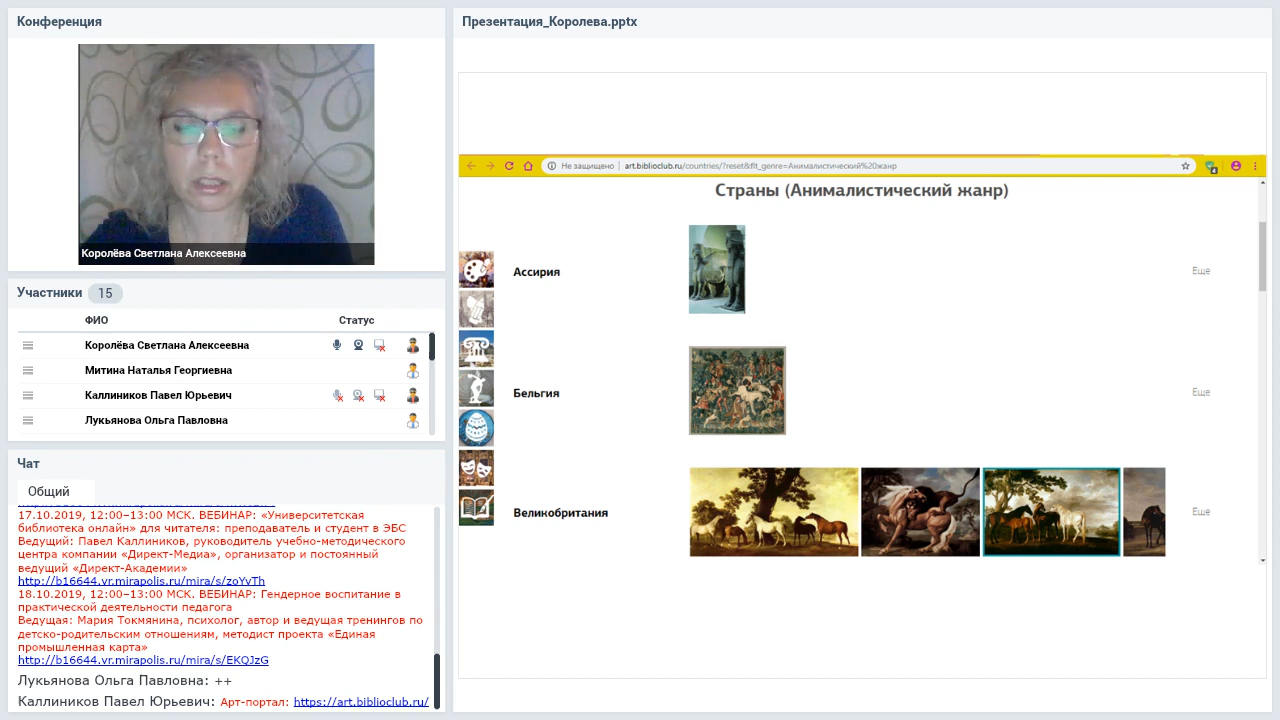 Конференция
Королёва Светлана Алексеевна
Участники 15
ФИО Статус
Королёва Светлана Алексеевна
Митина Наталья Георгиевна
Каллиников Павел Юрьевич
Лукьянова Ольга Павловна
Чат
Общий
17.10.2019, 12:00–13:00 МСК. ВЕБИНАР: «Университетская
библиотека онлайн» для читателя: преподаватель и студент в ЭБС
Ведущий: Павел Каллиников, руководитель учебно-методического
центра компании «Директ-Медиа», организатор и постоянный
ведущий «Директ-Академии»
http://b16644.vr.mirapolis.ru/mira/s/zoYvTh
18.10.2019, 12:00–13:00 МСК. ВЕБИНАР: Гендерное воспитание в
практической деятельности педагога
Ведущая: Мария Токмянина, психолог, автор и ведущая тренингов по
детско-родительским отношениям, методист проекта «Единая
промышленная карта»
http://b16644.vr.mirapolis.ru/mira/s/EKQJzG
Лукьянова Ольга Павловна: ++
Каллиников Павел Юрьевич: Арт-портал: https://art.biblioclub.ru/
Презентация_Королева.pptx
Не защищено | art.biblioclub.ru/countries/?reset&flt_genre=Анималистический%20жанр
4
Страны (Анималистический жанр)
Ассирия
Еще
Бельгия
Еще
Великобритания
Еще